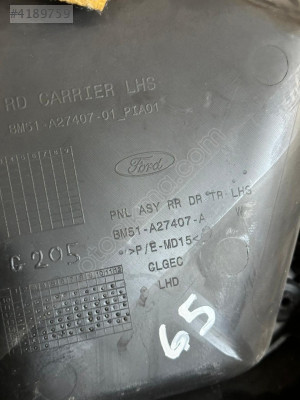 #4189759
RD CARRIER LHS
8M51-A27407-01_PIA01
Ford
PNL ASY RR DR TR LHS
8M51-A27407-A
>P/E-MD15<
CLGEC
LHD
G205
65